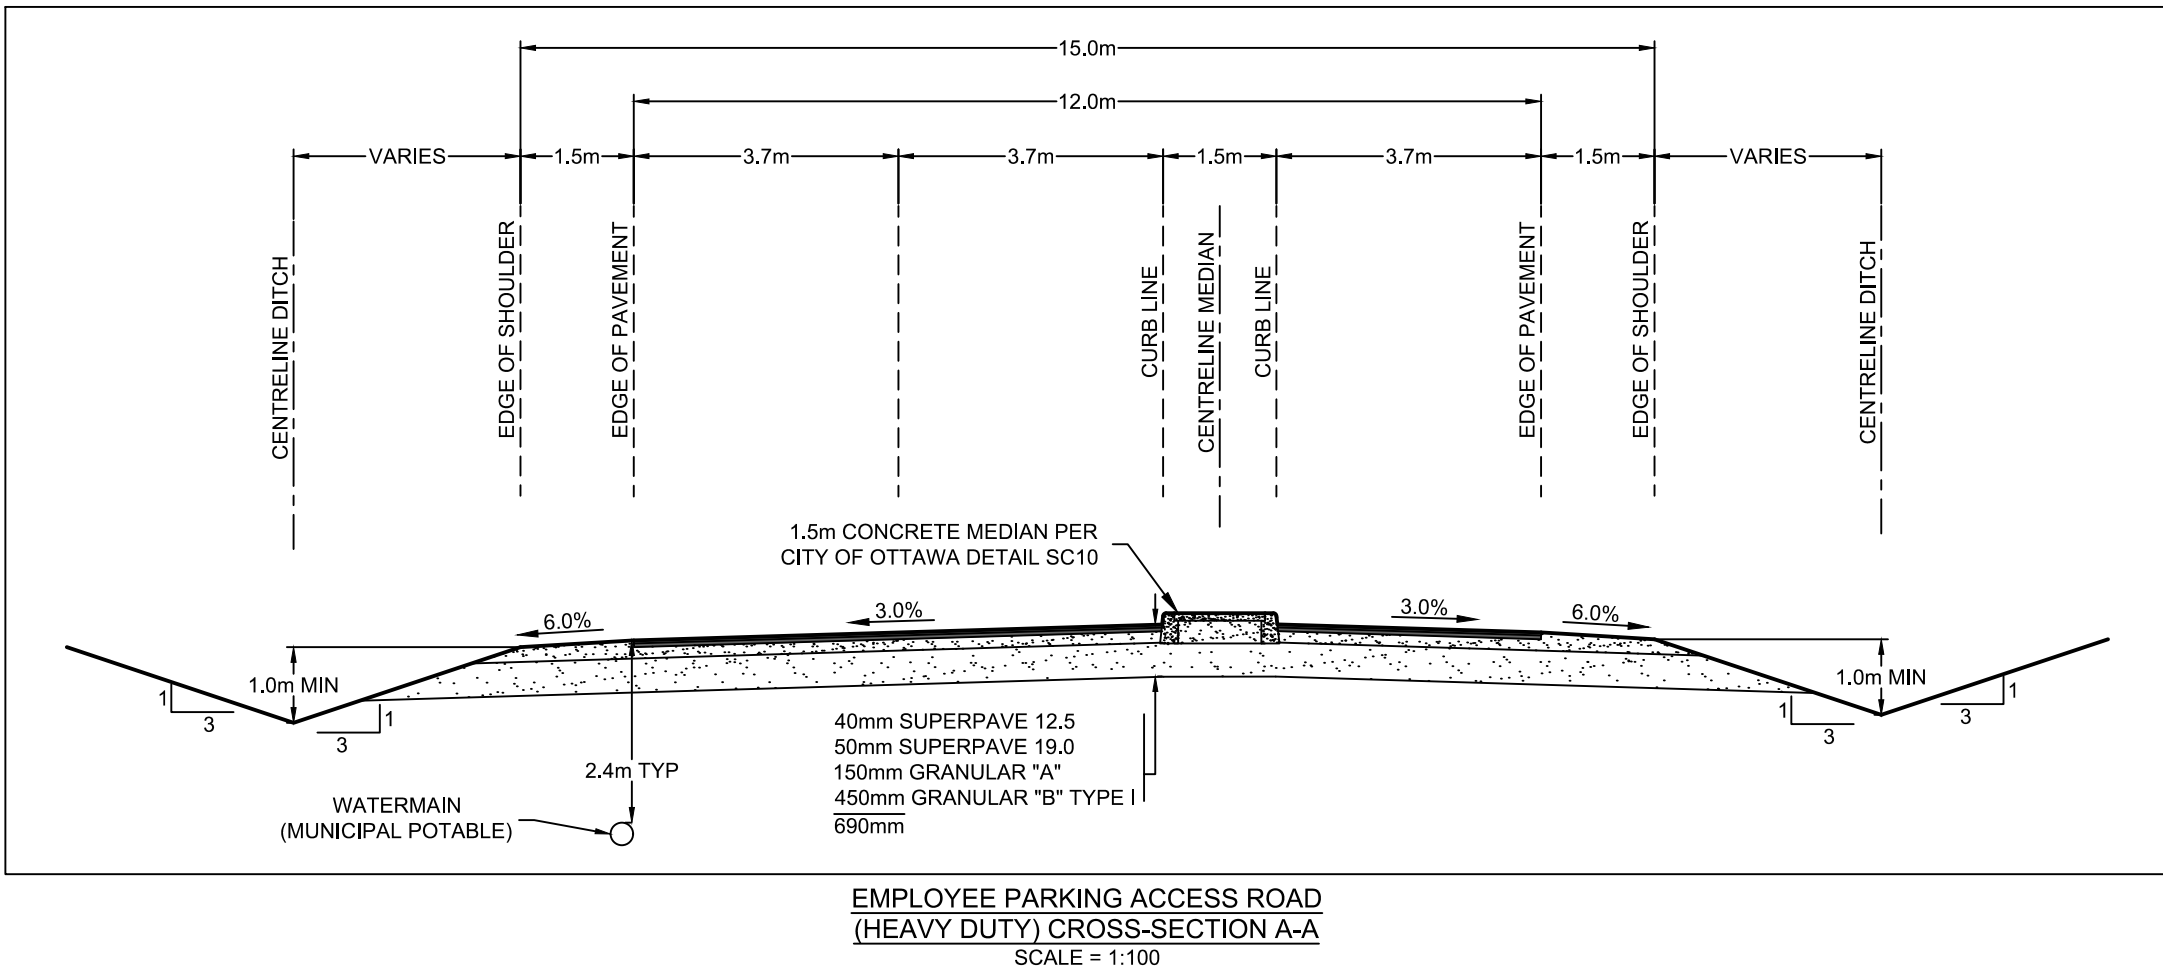 15.0m
12.0m
VARIES
1.5m
3.7m
3.7m
1.5m
3.7m
1.5m
VARIES
CENTRELINE DITCH
EDGE OF SHOULDER
EDGE OF PAVEMENT
CURB LINE
CENTRELINE MEDIAN
CURB LINE
EDGE OF PAVEMENT
EDGE OF SHOULDER
CENTRELINE DITCH
1.5m CONCRETE MEDIAN PER
CITY OF OTTAWA DETAIL SC10
6.0%
3.0%
3.0%
6.0%
1.0m MIN
1
3
1
3
1.0m MIN
1
3
1
3
2.4m TYP
WATERMAIN
(MUNICIPAL POTABLE)
40mm SUPERPAVE 12.5
50mm SUPERPAVE 19.0
150mm GRANULAR "A"
450mm GRANULAR "B" TYPE I
690mm
EMPLOYEE PARKING ACCESS ROAD
(HEAVY DUTY) CROSS-SECTION A-A
SCALE = 1:100